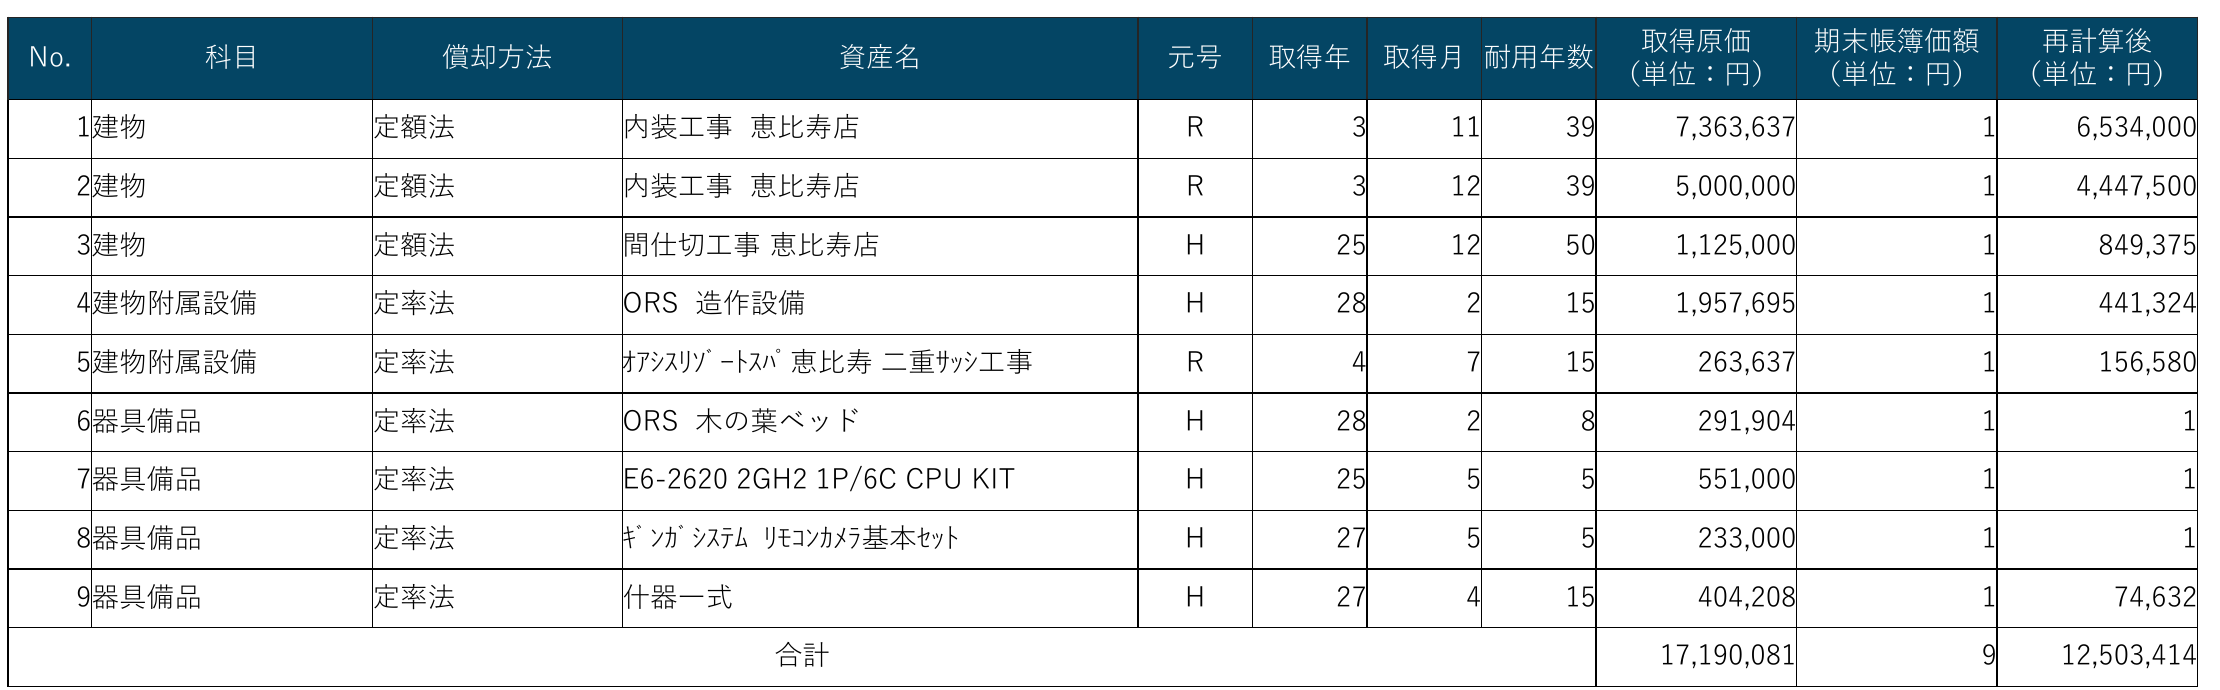 No. 科目 償却方法 資産名 元号 取得年 取得月 耐用年数 取得原価 期末帳簿価額 再計算後
（単位：円） （単位：円） （単位：円）
1 建物 定額法 内装工事 恵比寿店 R 3 11 39 7,363,637 1 6,534,000
2 建物 定額法 内装工事 恵比寿店 R 3 12 39 5,000,000 1 4,447,500
3 建物 定額法 間仕切工事 恵比寿店 H 25 12 50 1,125,000 1 849,375
4 建物附属設備 定率法 ORS 造作設備 H 28 2 15 1,957,695 1 441,324
5 建物附属設備 定率法 ｵｱｼｽﾘｿﾞｰﾄｽﾊﾟ 恵比寿 二重ｻｯｼ工事 R 4 7 15 263,637 1 156,580
6 器具備品 定率法 ORS 木の葉ベッド H 28 2 8 291,904 1 1
7 器具備品 定率法 E6-2620 2GH2 1P/6C CPU KIT H 25 5 5 551,000 1 1
8 器具備品 定率法 ｷﾞﾝｶﾞｼｽﾃﾑ ﾘﾓｺﾝｶﾒﾗ基本ｾｯﾄ H 27 5 5 233,000 1 1
9 器具備品 定率法 什器一式 H 27 4 15 404,208 1 74,632
合計 17,190,081 9 12,503,414